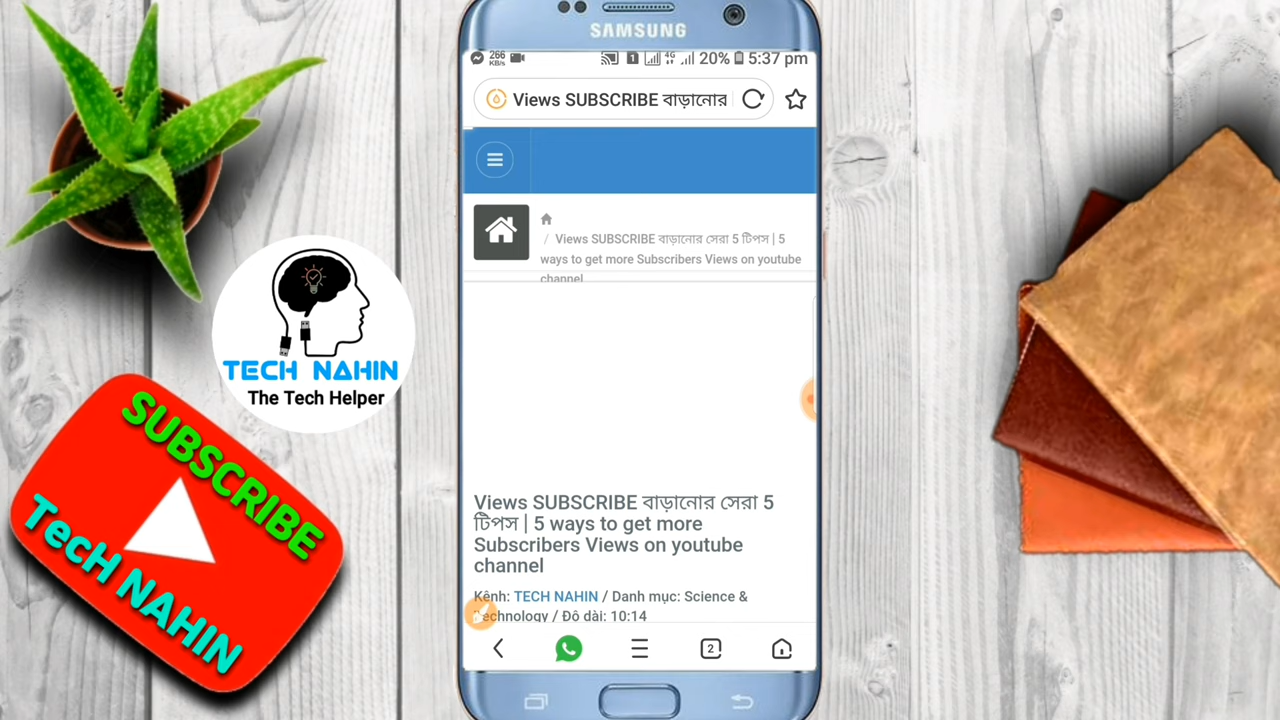 SAMSUNG
266 KB/s 1 4G 20% 5:37 pm
Views SUBSCRIBE বাড়ানোর
/ Views SUBSCRIBE বাড়ানোর সেরা 5 টিপস | 5
ways to get more Subscribers Views on youtube
channel
TECH NAHIN
The Tech Helper
SUBSCRIBE
TecH NAHIN
Views SUBSCRIBE বাড়ানোর সেরা 5
টিপস | 5 ways to get more
Subscribers Views on youtube
channel
Kênh: TECH NAHIN / Danh mục: Science &
Technology / Độ dài: 10:14
2